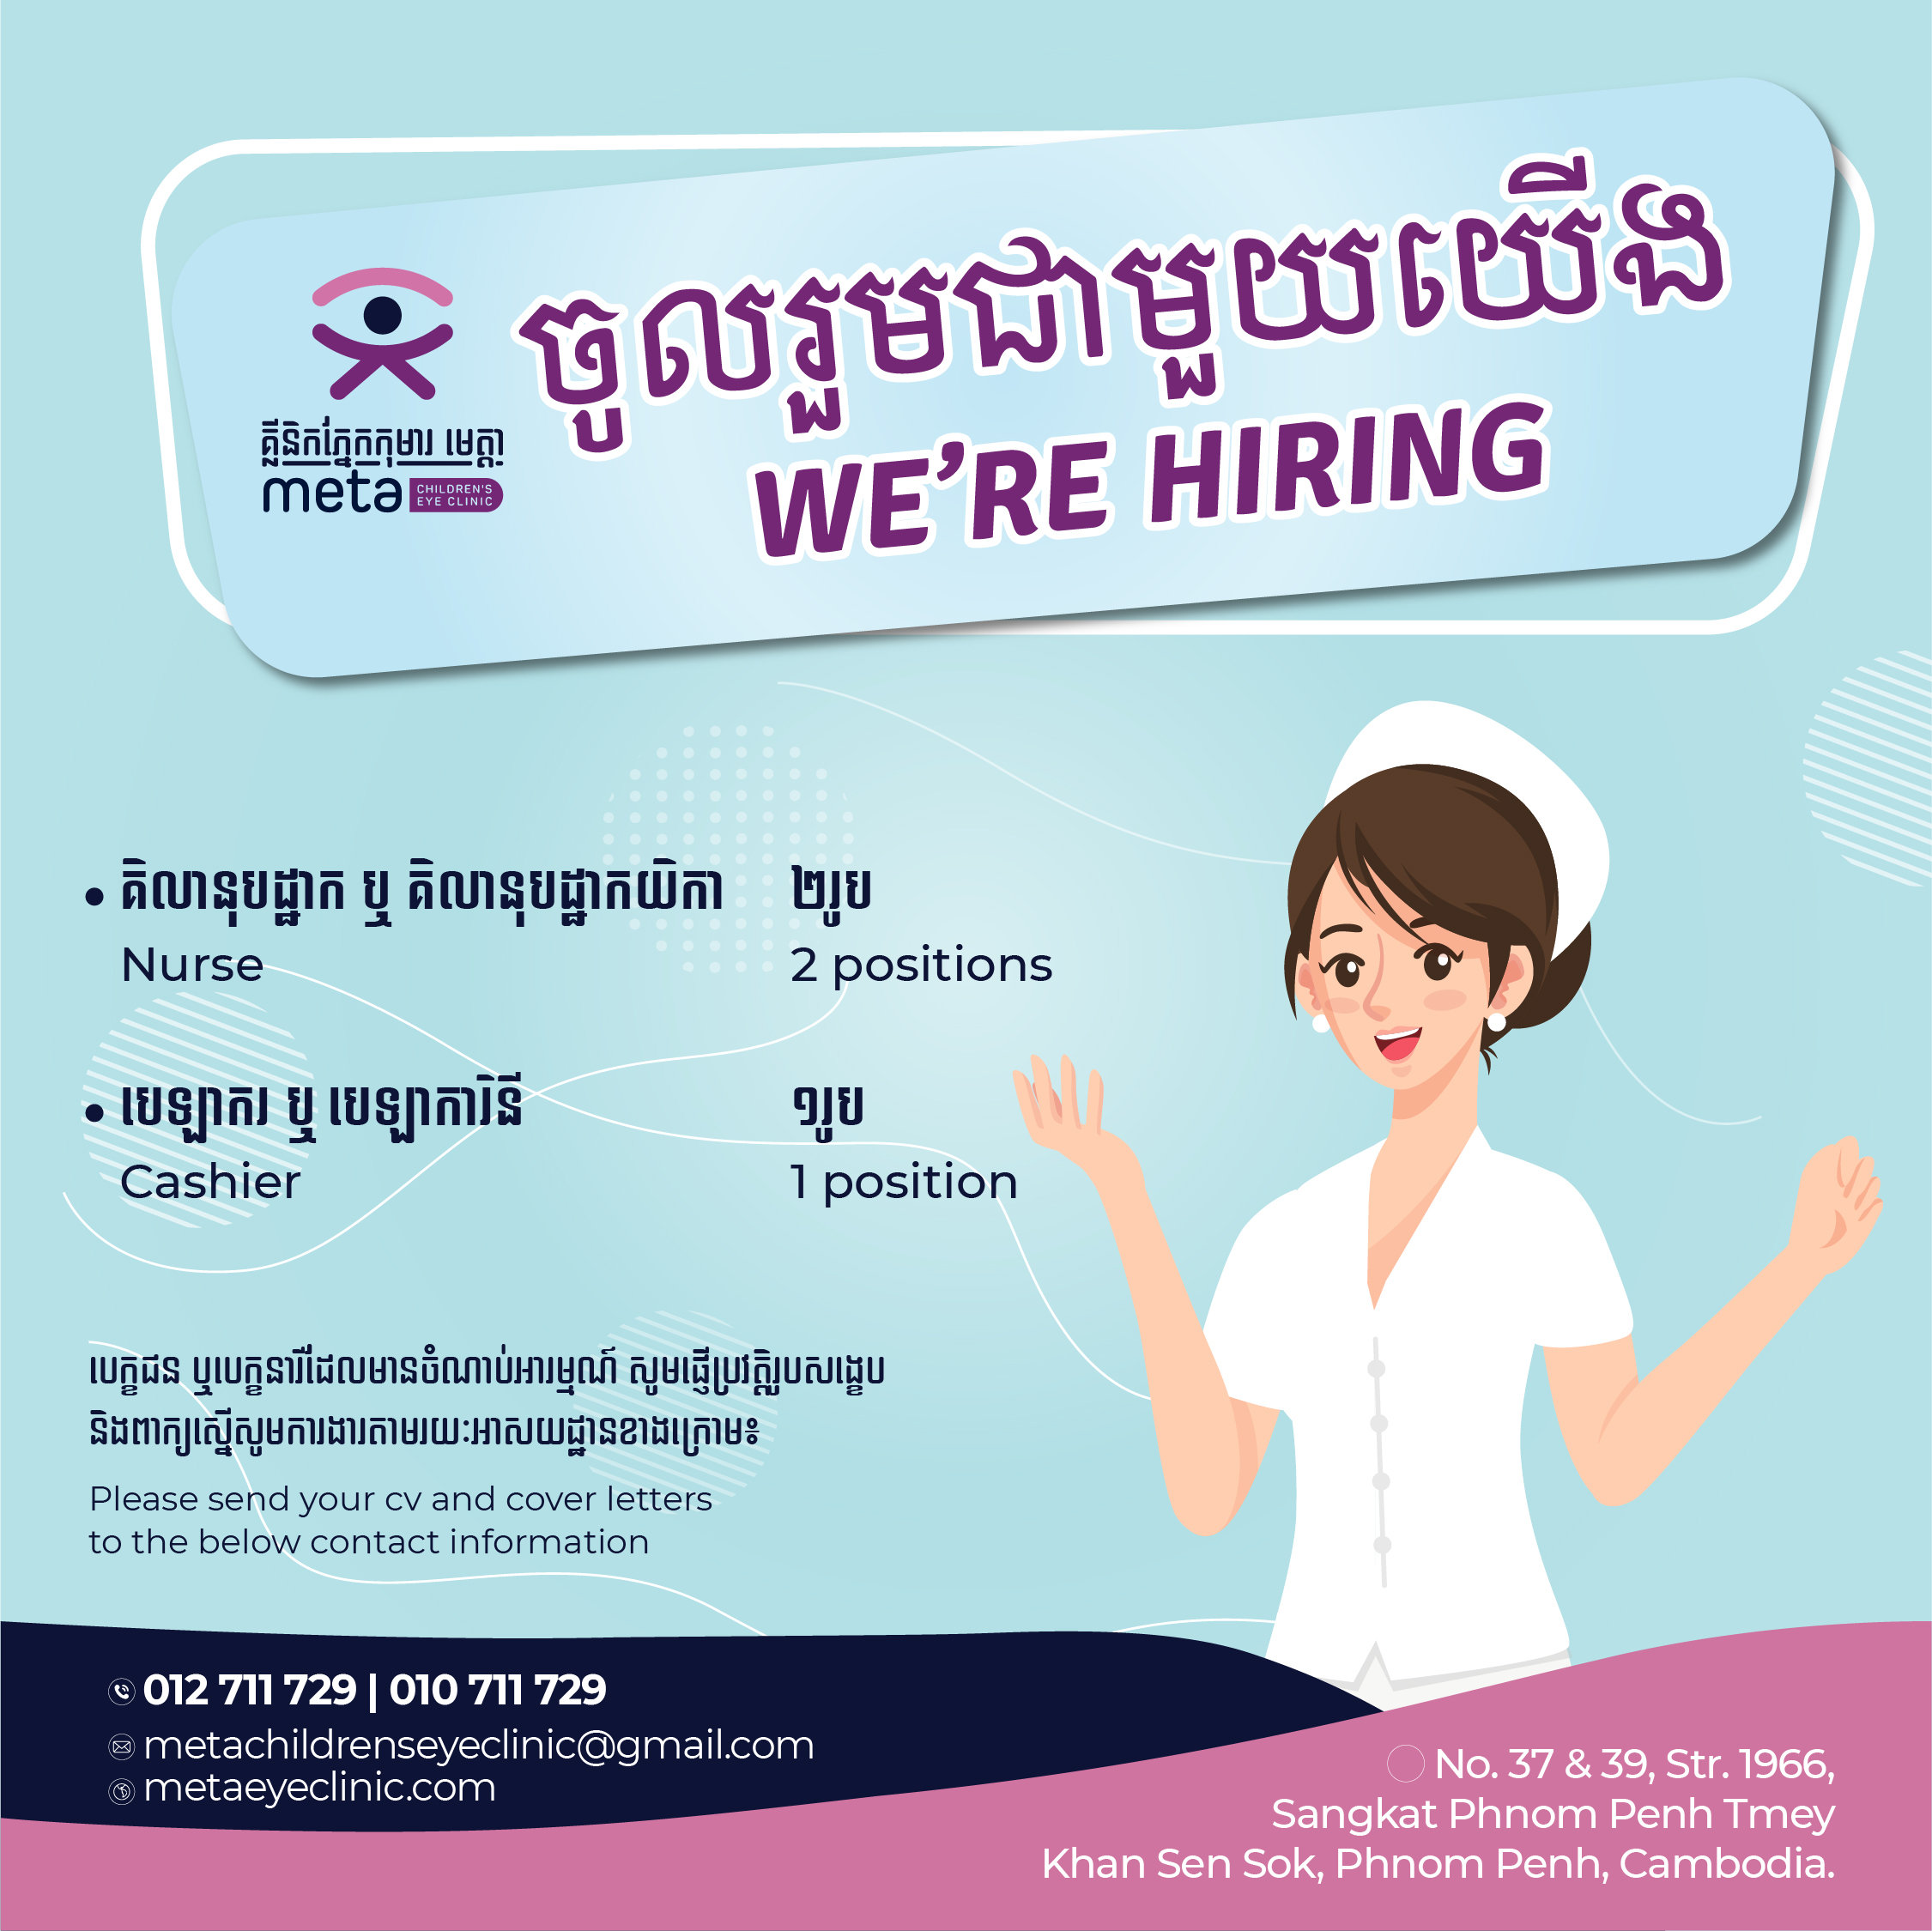 ចូលរួមជាមួយយើង
WE'RE HIRING
គ្លីនិកភ្នែកកុមារ មេត្តា
meta CHILDREN'S
EYE CLINIC
• គិលានុបដ្ឋាក ឬ គិលានុបដ្ឋាកយិកា ២រូប
Nurse 2 positions
• បេឡាករ ឬ បេឡាការិនី ១រូប
Cashier 1 position
បេក្ខជន ឬបេក្ខនារីដែលមានចំណាប់អារម្មណ៍ សូមផ្ញើប្រវត្តិរូបសង្ខេប
និងពាក្យស្នើសូមការងារតាមរយៈអាសយដ្ឋានខាងក្រោម៖
Please send your cv and cover letters
to the below contact information
012 711 729 | 010 711 729
metachildrenseyeclinic@gmail.com
metaeyeclinic.com
No. 37 & 39, Str. 1966,
Sangkat Phnom Penh Tmey
Khan Sen Sok, Phnom Penh, Cambodia.